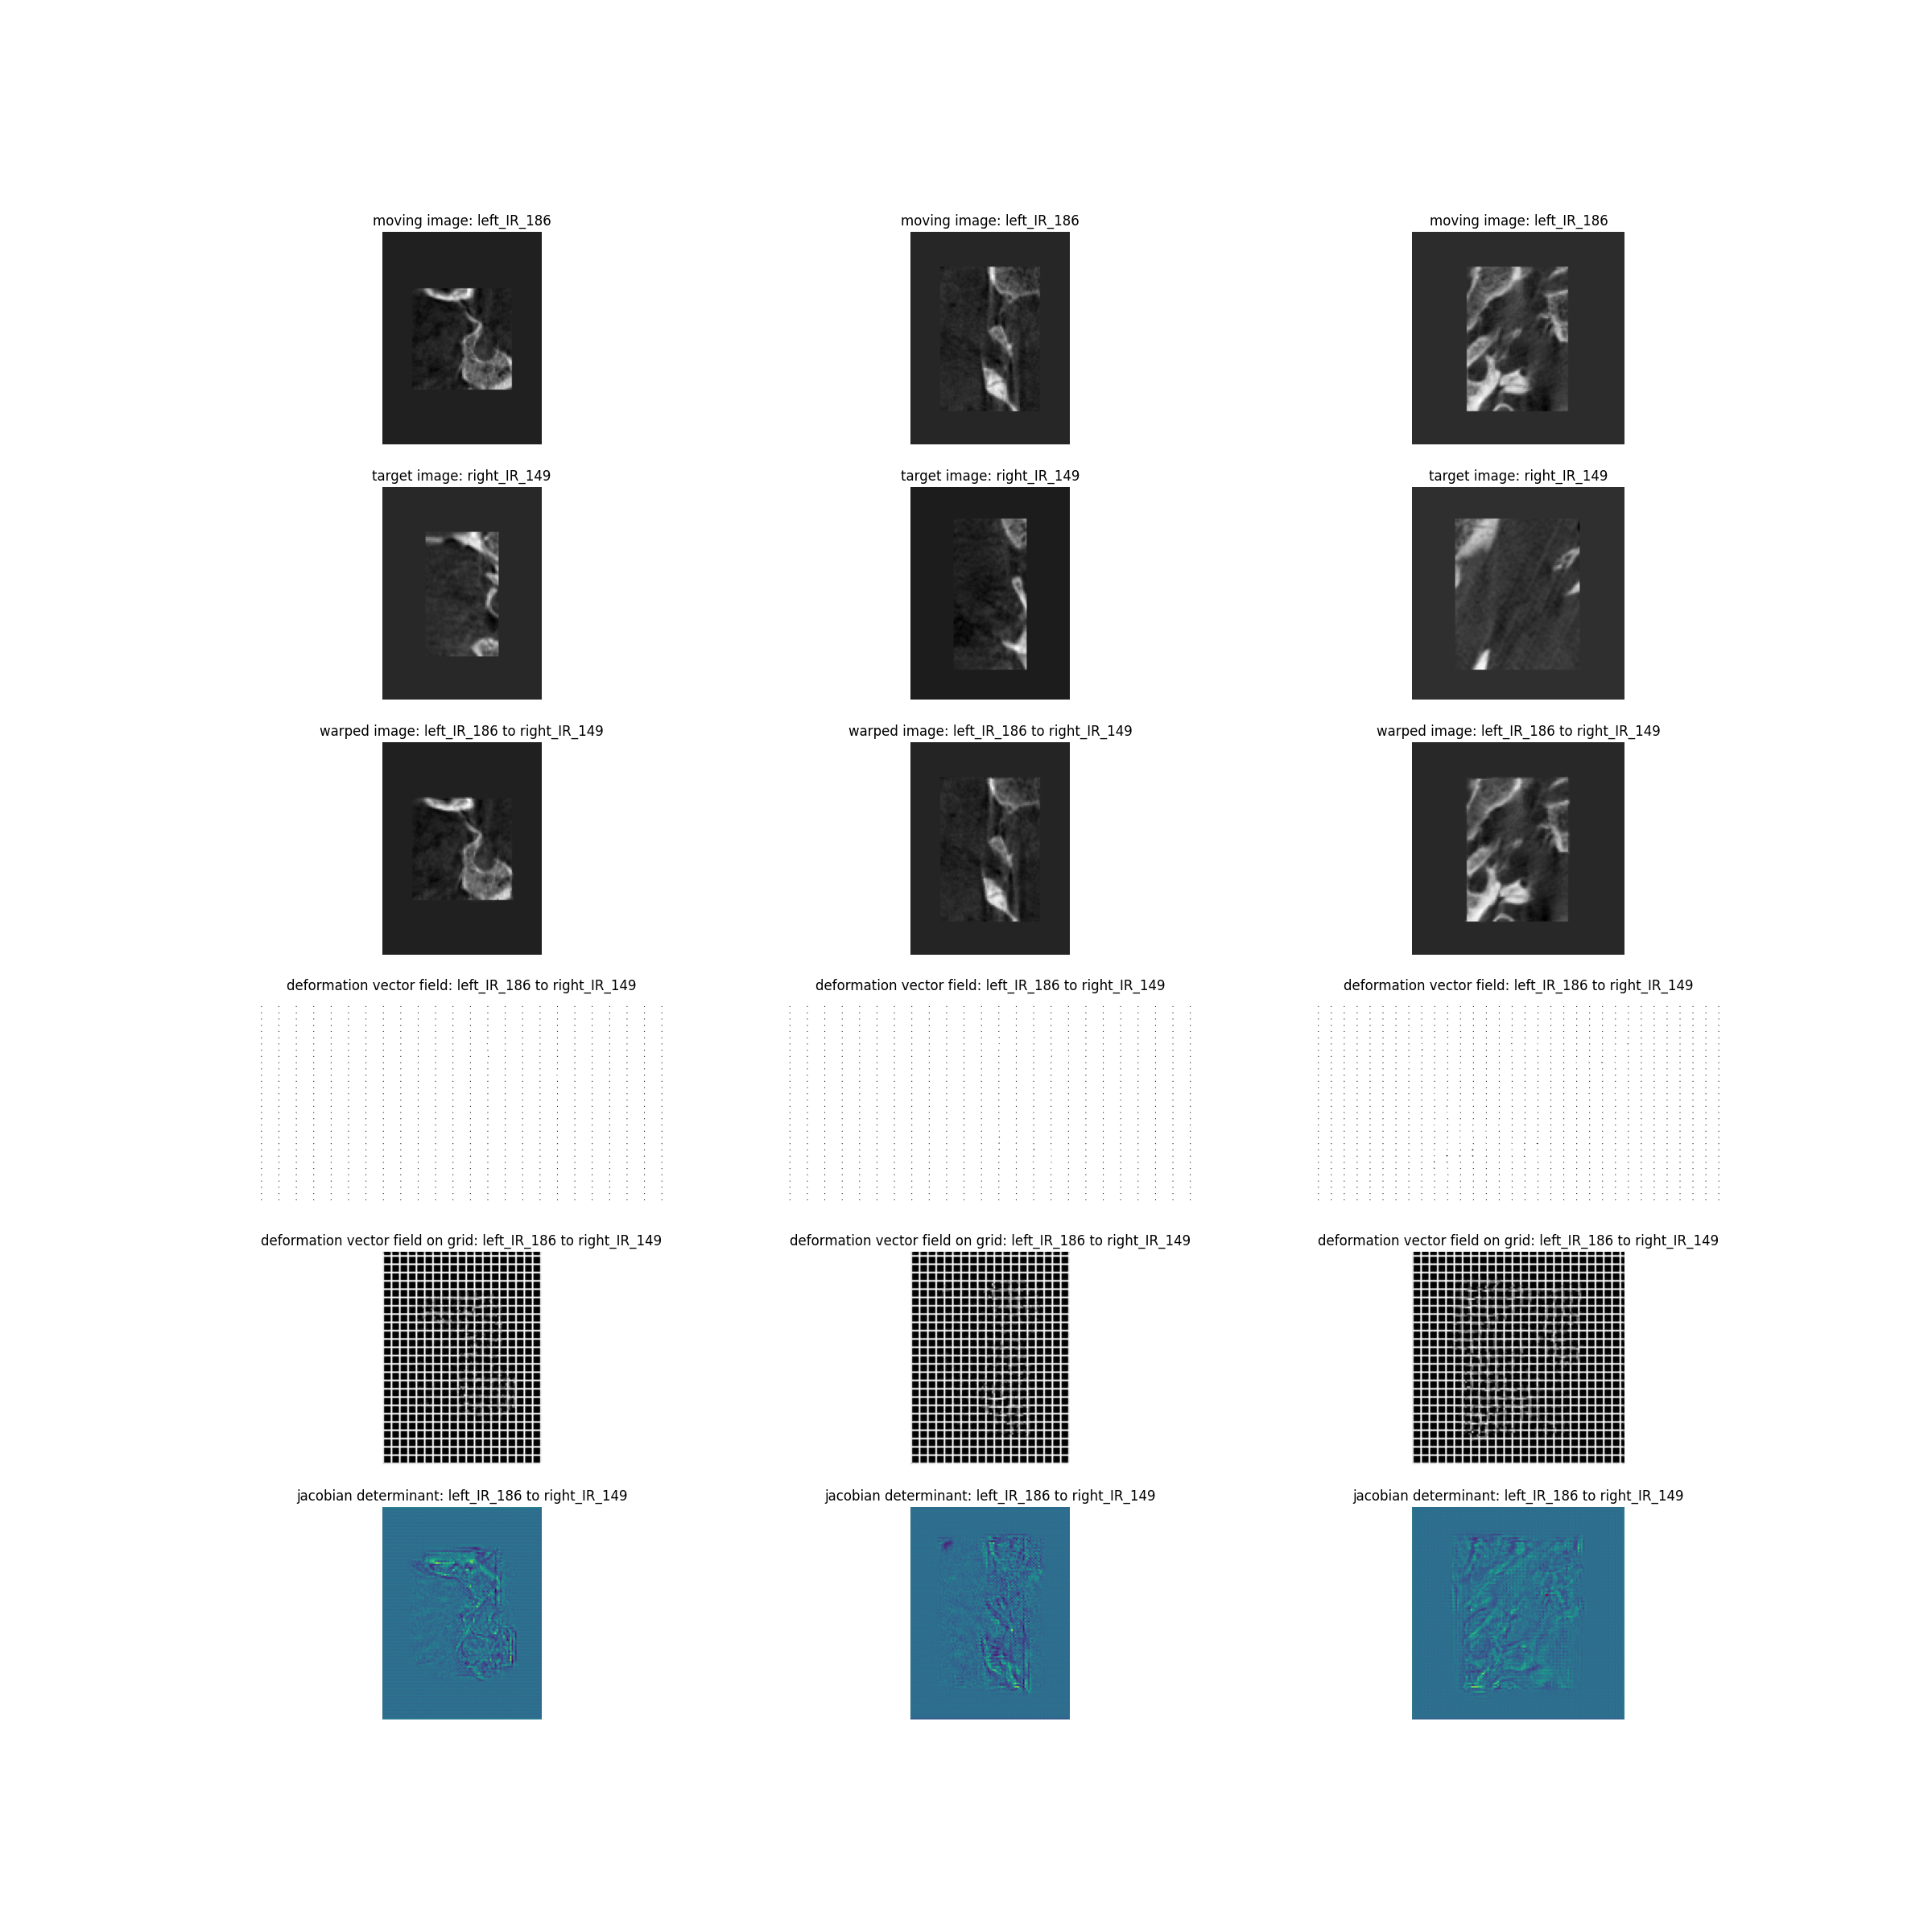 moving image: left_IR_186
moving image: left_IR_186
moving image: left_IR_186
target image: right_IR_149
target image: right_IR_149
target image: right_IR_149
warped image: left_IR_186 to right_IR_149
warped image: left_IR_186 to right_IR_149
warped image: left_IR_186 to right_IR_149
deformation vector field: left_IR_186 to right_IR_149
deformation vector field: left_IR_186 to right_IR_149
deformation vector field: left_IR_186 to right_IR_149
deformation vector field on grid: left_IR_186 to right_IR_149
deformation vector field on grid: left_IR_186 to right_IR_149
deformation vector field on grid: left_IR_186 to right_IR_149
jacobian determinant: left_IR_186 to right_IR_149
jacobian determinant: left_IR_186 to right_IR_149
jacobian determinant: left_IR_186 to right_IR_149